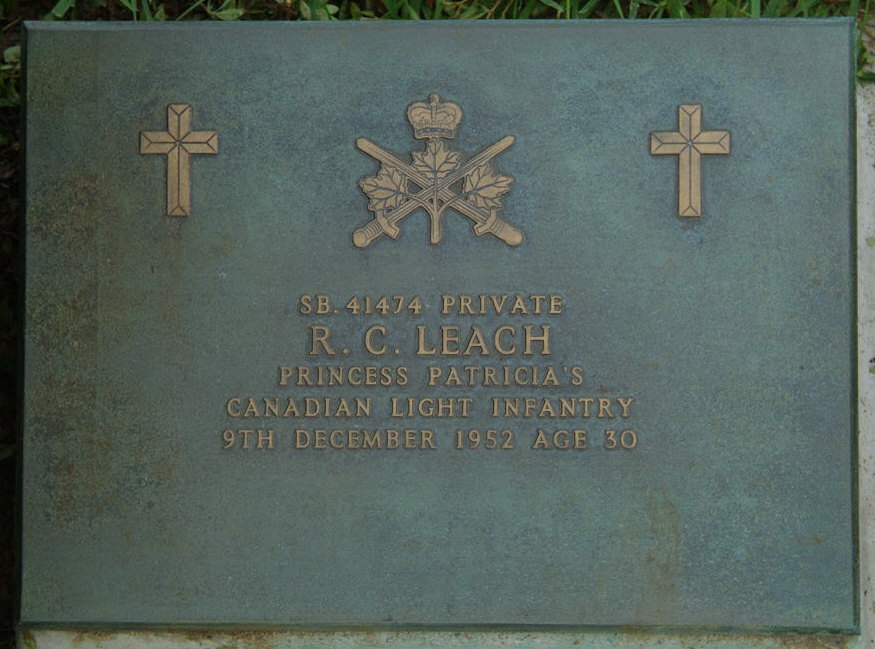 SB. 41474 PRIVATE
R. C. LEACH
PRINCESS PATRICIA'S
CANADIAN LIGHT INFANTRY
9TH DECEMBER 1952 AGE 30